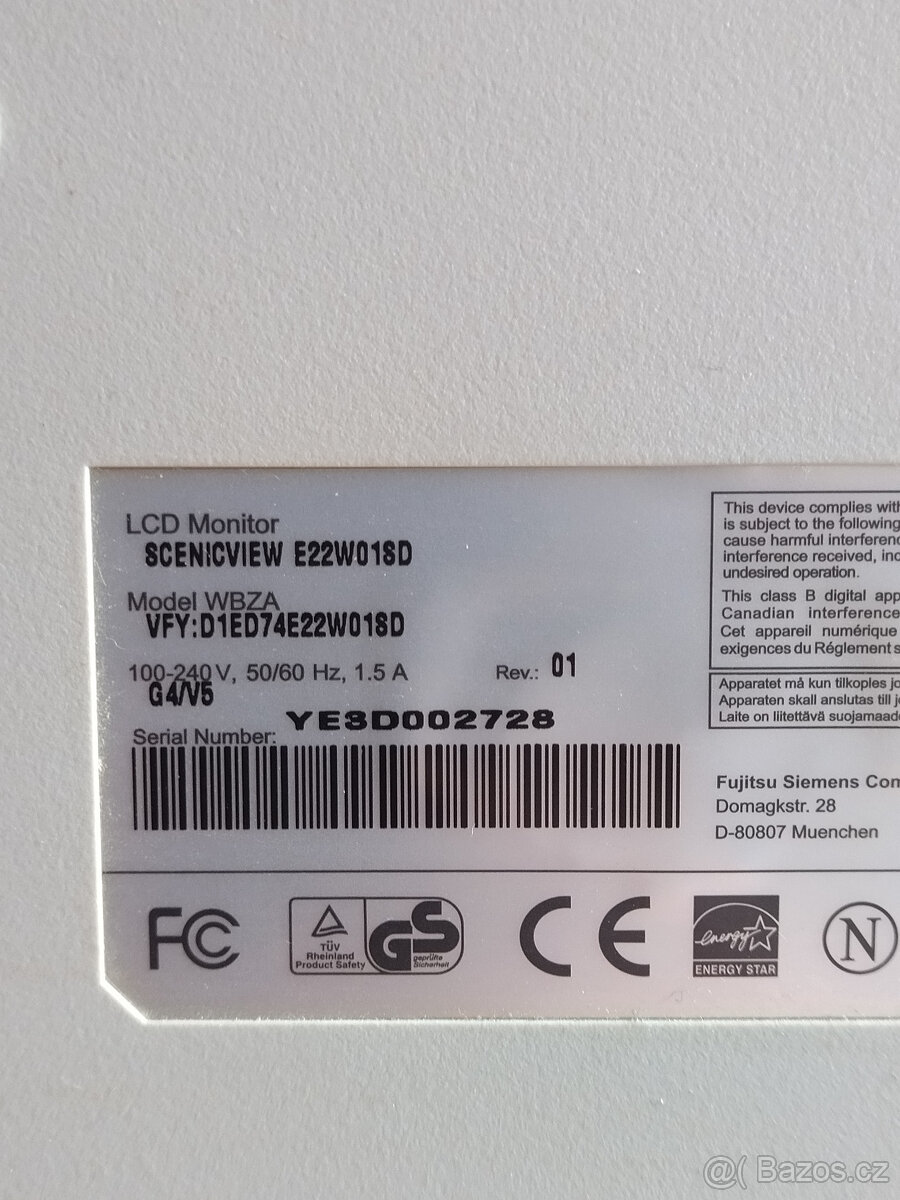 LCD Monitor
SCENICVIEW E22W01SD
Model WBZA
VFY:D1ED74E22W01SD
100-240 V, 50/60 Hz, 1.5 A
Rev.: 01
G4/V5
YE3D002728
Serial Number:
This device complies with
is subject to the following
cause harmful interferenc
interference received, inc
undesired operation.
This class B digital app
Canadian interference
Cet appareil numérique
exigences du Réglement s
Apparatet må kun tilkoples jo
Apparaten skall anslutas till j
Laite on liitettävä suojamaad
Fujitsu Siemens Com
Domagkstr. 28
D-80807 Muenchen
FC
TÜV
Rheinland
Product Safety
GS
geprüfte
Sicherheit
CE
energy
ENERGY STAR
N
@( Bazos.cz